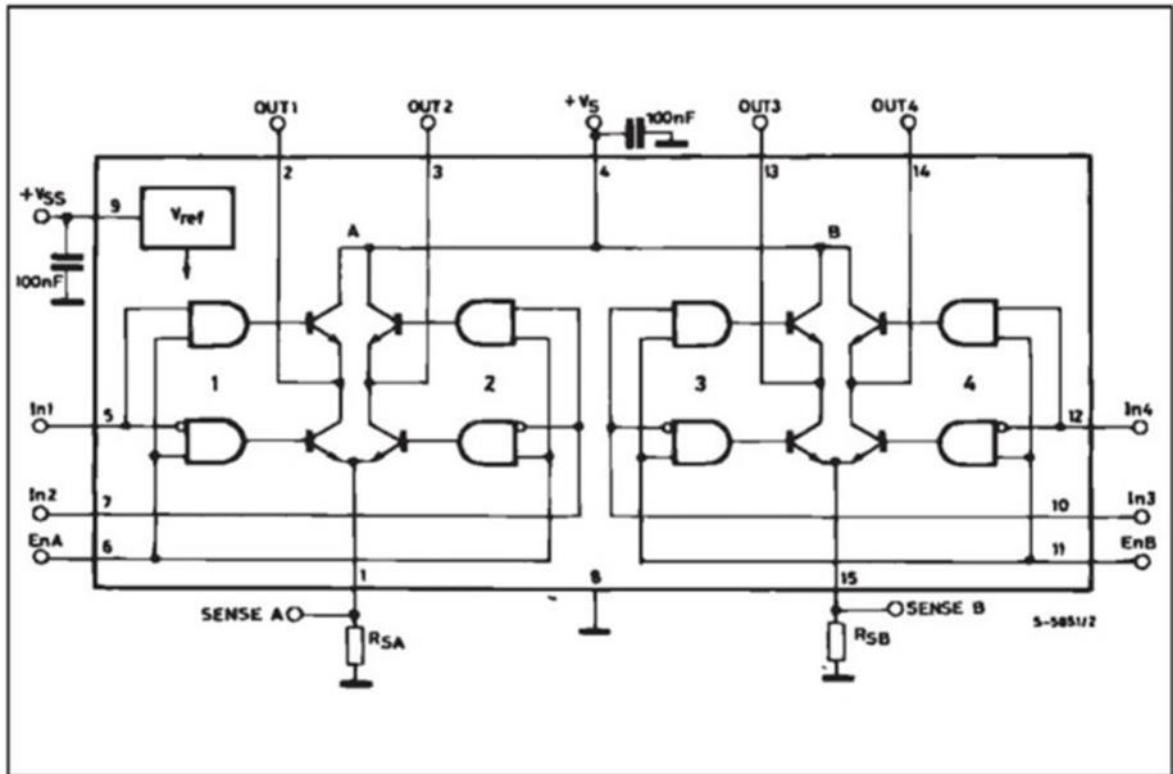 OUT1
OUT2
+VS
100nF
OUT3
OUT4
2
3
4
13
14
+VSS
9
Vref
A
B
100nF
1
2
3
4
In1
5
12
In4
In2
7
10
In3
EnA
6
11
EnB
1
8
15
SENSE A
SENSE B
S-5851/2
RSA
RSB